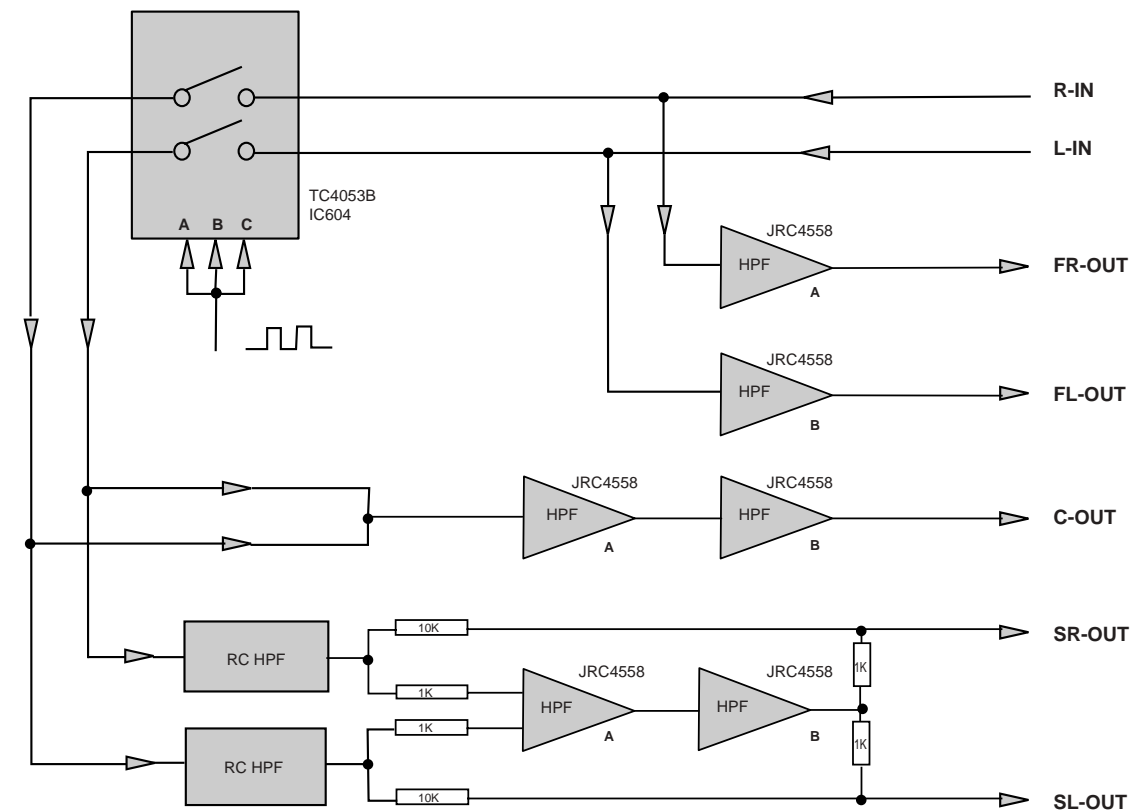 R-IN
L-IN
TC4053B
IC604
A B C
JRC4558
HPF
A
FR-OUT
JRC4558
HPF
B
FL-OUT
JRC4558
HPF
A
JRC4558
HPF
B
C-OUT
10K
SR-OUT
RC HPF
1K
JRC4558
HPF
A
JRC4558
HPF
B
1K
1K
1K
RC HPF
10K
SL-OUT